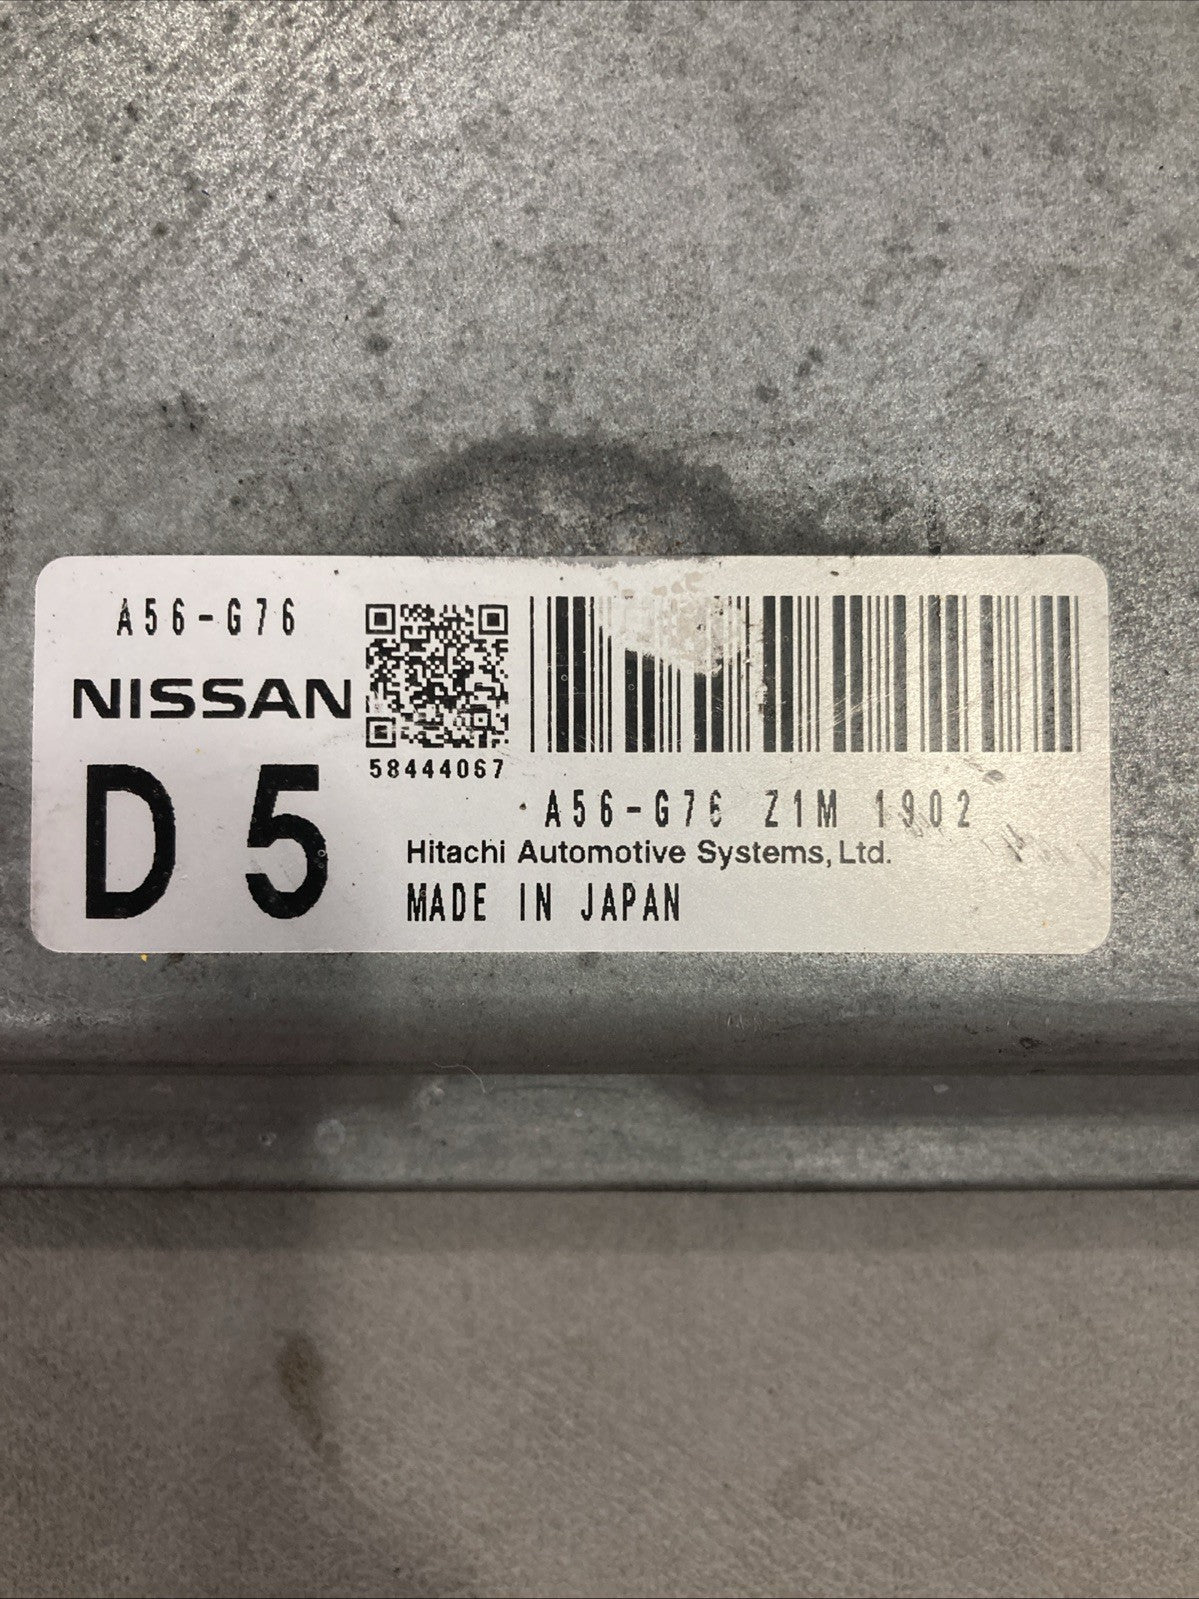 A56-G76
NISSAN
D5
58444067
A56-G76 Z1M 1902
Hitachi Automotive Systems, Ltd.
MADE IN JAPAN